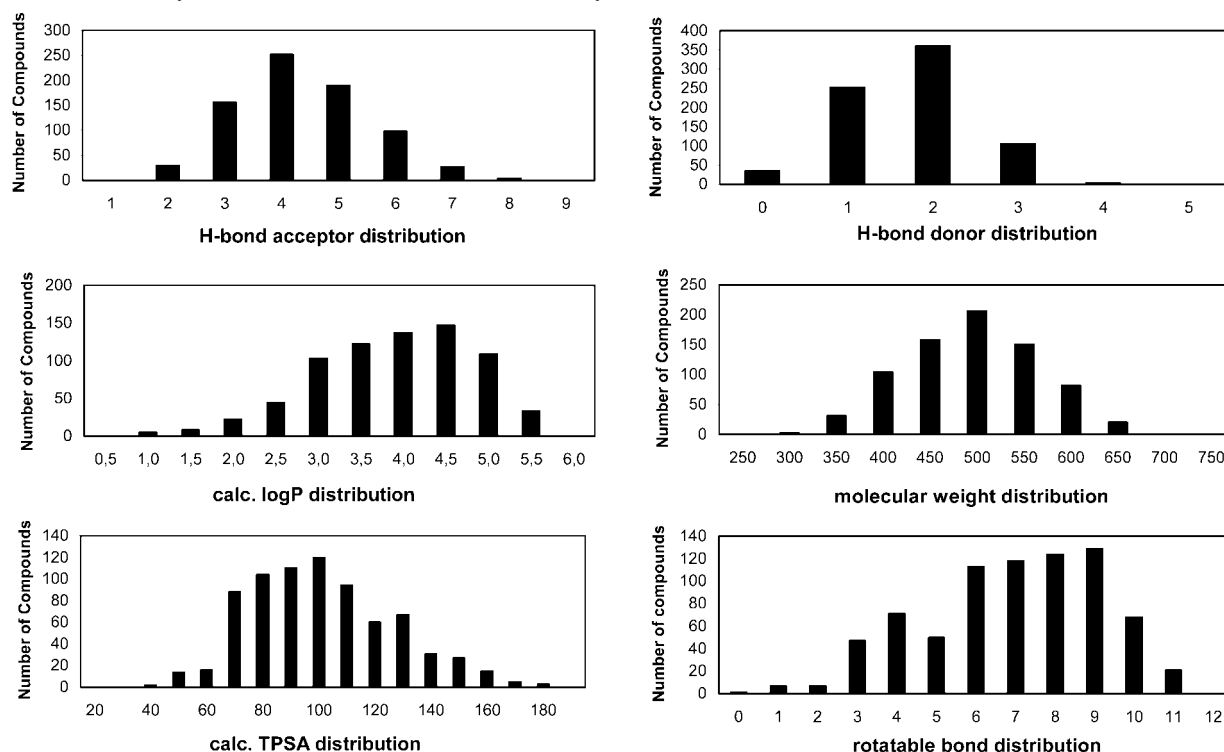 Number of Compounds
300
250
200
150
100
50
0
1 2 3 4 5 6 7 8 9
H-bond acceptor distribution
Number of Compounds
400
350
300
250
200
150
100
50
0
0 1 2 3 4 5
H-bond donor distribution
Number of Compounds
200
150
100
50
0
0,5 1,0 1,5 2,0 2,5 3,0 3,5 4,0 4,5 5,0 5,5 6,0
calc. logP distribution
Number of Compounds
250
200
150
100
50
0
250 300 350 400 450 500 550 600 650 700 750
molecular weight distribution
Number of Compounds
140
120
100
80
60
40
20
0
20 40 60 80 100 120 140 160 180
calc. TPSA distribution
Number of compounds
140
120
100
80
60
40
20
0
0 1 2 3 4 5 6 7 8 9 10 11 12
rotatable bond distribution